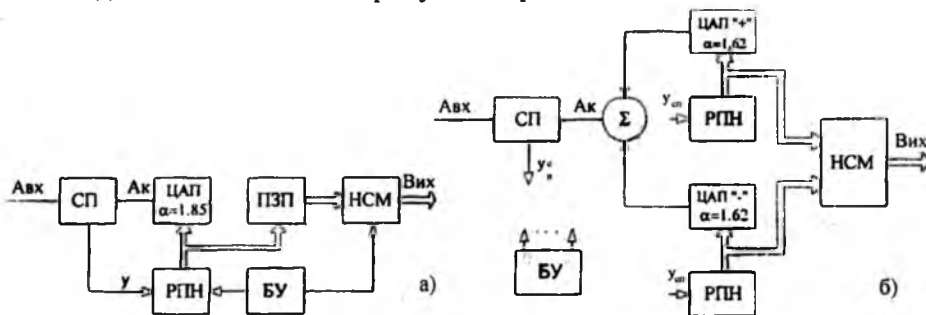 Авх
СП
Ак
ЦАП
α=1.85
ПЗП
НСМ
Вих
у
РПН
БУ
а)
Авх
СП
Ак
Σ
ЦАП "+"
α=1,62
РПН
НСМ
Вих
ЦАП "-"
α=1.62
РПН
БУ
б)